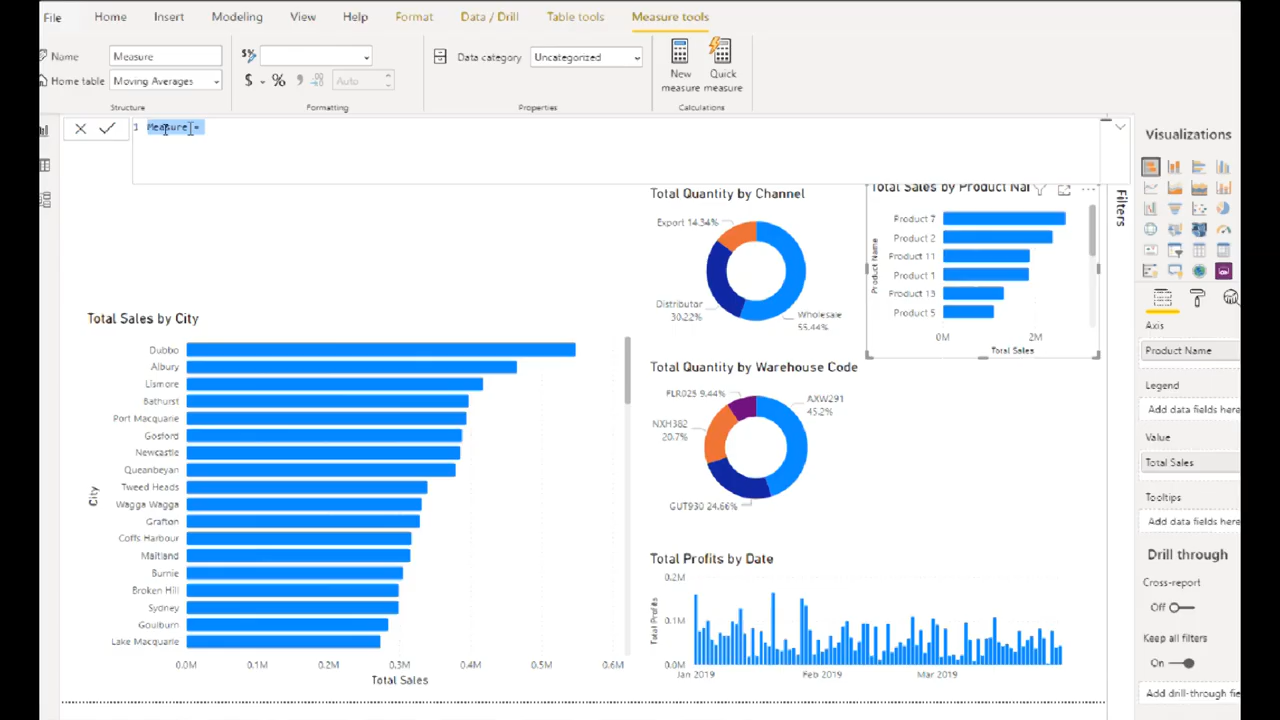 File Home Insert Modeling View Help Format Data / Drill Table tools Measure tools
Name Measure
Home table Moving Averages
Structure
$ % Auto
Formatting
Data category Uncategorized
Properties
New measure Quick measure
Calculations
1 Measure =
Visualizations
Filters
Total Quantity by Channel
Export 14.34%
Distributor 30.22%
Wholesale 55.44%
Total Sales by Product Nar
Product Name
Product 7
Product 2
Product 11
Product 1
Product 13
Product 5
0M 2M
Total Sales
Total Sales by City
City
Dubbo
Albury
Lismore
Bathurst
Port Macquarie
Gosford
Newcastle
Queanbeyan
Tweed Heads
Wagga Wagga
Grafton
Coffs Harbour
Maitland
Burnie
Broken Hill
Sydney
Goulburn
Lake Macquarie
0.0M 0.1M 0.2M 0.3M 0.4M 0.5M 0.6M
Total Sales
Total Quantity by Warehouse Code
FLR025 9.44%
AXW291 45.2%
NXH382 20.7%
GUT930 24.66%
Total Profits by Date
Total Profits
0.2M
0.1M
0.0M
Jan 2019 Feb 2019 Mar 2019
Axis
Product Name
Legend
Add data fields here
Value
Total Sales
Tooltips
Add data fields here
Drill through
Cross-report
Off
Keep all filters
On
Add drill-through fie